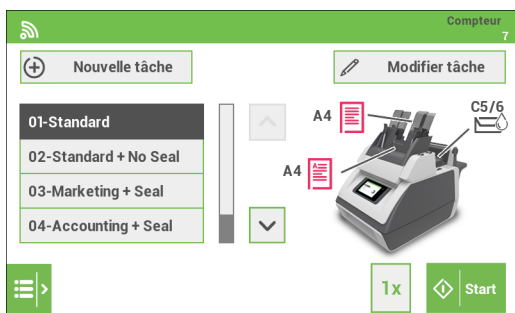 Compteur
7
Nouvelle tâche
Modifier tâche
01-Standard
02-Standard + No Seal
03-Marketing + Seal
04-Accounting + Seal
A4
C5/6
A4
1x
Start